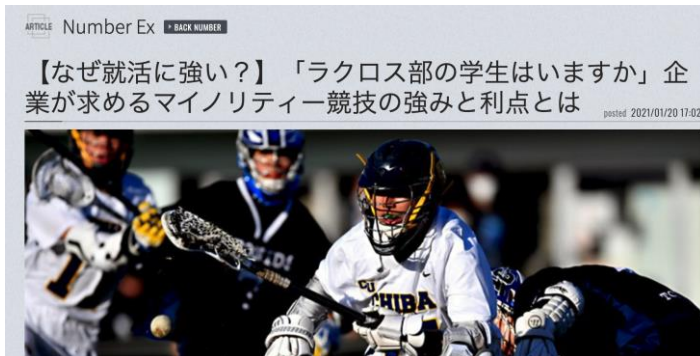 ARTICLE Number Ex ▶ BACK NUMBER
【なぜ就活に強い？】「ラクロス部の学生はいますか」企
業が求めるマイノリティー競技の強みと利点とは
posted 2021/01/20 17:02
CHIBA